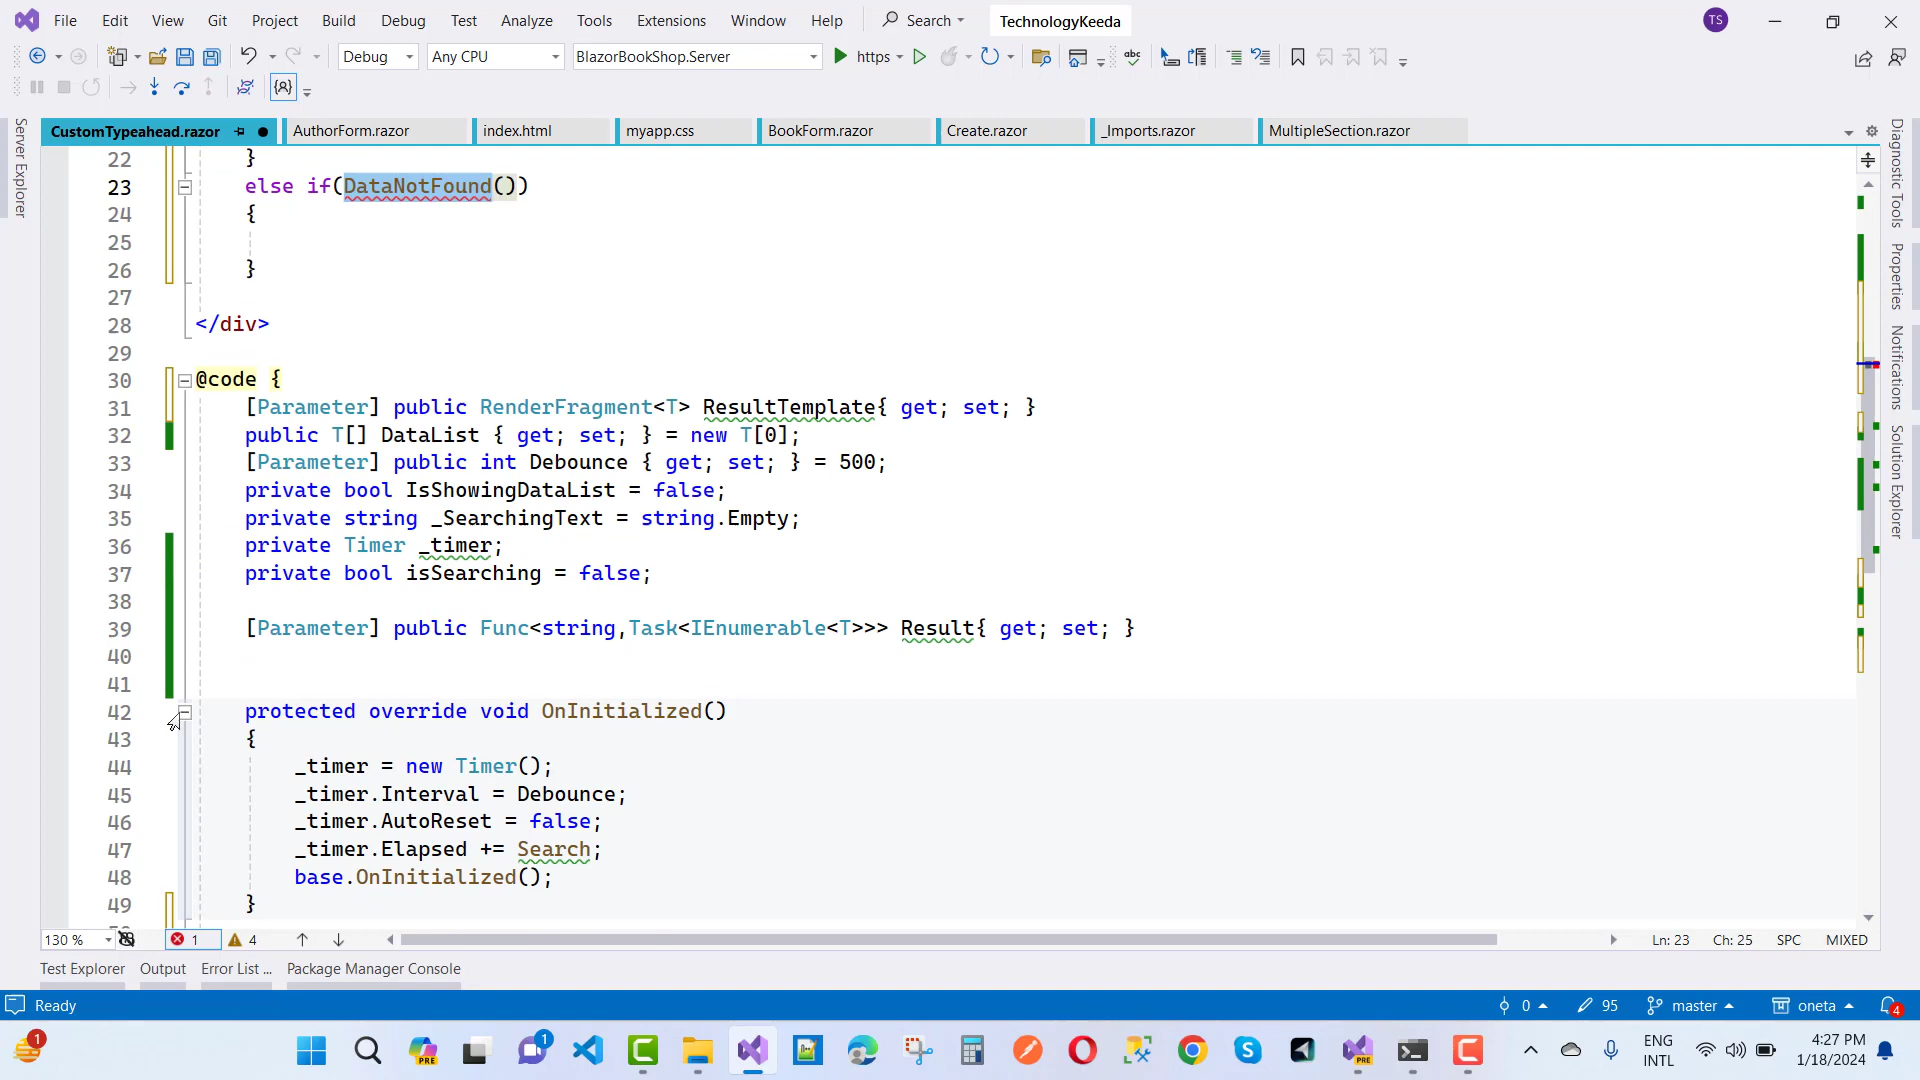 File Edit View Git Project Build Debug Test Analyze Tools Extensions Window Help Search TechnologyKeeda TS
Debug Any CPU BlazorBookShop.Server https abc
CustomTypeahead.razor AuthorForm.razor index.html myapp.css BookForm.razor Create.razor _Imports.razor MultipleSection.razor
Server Explorer
Diagnostic Tools
Properties
Notifications
Solution Explorer
22 }
23 else if(DataNotFound())
24 {
25
26 }
27
28 </div>
29
30 @code {
31 [Parameter] public RenderFragment<T> ResultTemplate{ get; set; }
32 public T[] DataList { get; set; } = new T[0];
33 [Parameter] public int Debounce { get; set; } = 500;
34 private bool IsShowingDataList = false;
35 private string _SearchingText = string.Empty;
36 private Timer _timer;
37 private bool isSearching = false;
38
39 [Parameter] public Func<string,Task<IEnumerable<T>>> Result{ get; set; }
40
41
42 protected override void OnInitialized()
43 {
44 _timer = new Timer();
45 _timer.Interval = Debounce;
46 _timer.AutoReset = false;
47 _timer.Elapsed += Search;
48 base.OnInitialized();
49 }
130 % 1 4 Ln: 23 Ch: 25 SPC MIXED
Test Explorer Output Error List ... Package Manager Console
Ready 0 95 master oneta 4
1 PRE 1 PRE ENG INTL 4:27 PM 1/18/2024